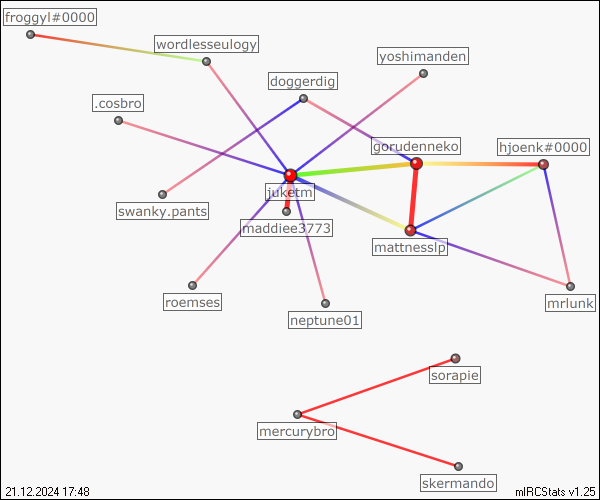 froggyl#0000
wordlesseulogy
yoshimanden
doggerdig
.cosbro
gorudenneko
hjoenk#0000
juketm
swanky.pants
maddiee3773
mattnesslp
roemses
mrlunk
neptune01
sorapie
mercurybro
skermando
21.12.2024 17:48
mIRCStats v1.25